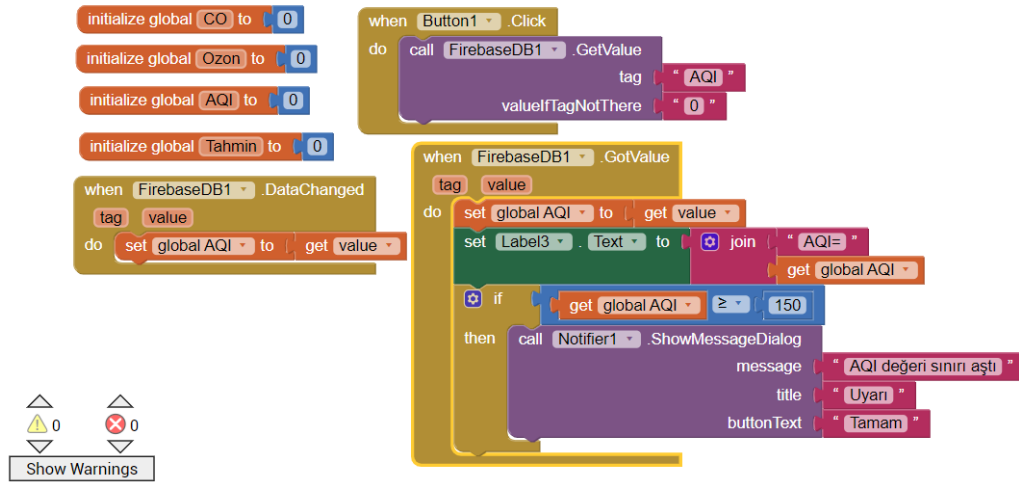 initialize global CO to 0
initialize global Ozon to 0
initialize global AQI to 0
initialize global Tahmin to 0
when FirebaseDB1 .DataChanged
tag value
do set global AQI to get value
when Button1 .Click
do call FirebaseDB1 .GetValue
tag " AQI "
valueIfTagNotThere " 0 "
when FirebaseDB1 .GotValue
tag value
do set global AQI to get value
set Label3 . Text to join " AQI= "
get global AQI
if get global AQI ≥ 150
then call Notifier1 .ShowMessageDialog
message " AQI değeri sınırı aştı "
title " Uyarı "
buttonText " Tamam "
0 0
Show Warnings